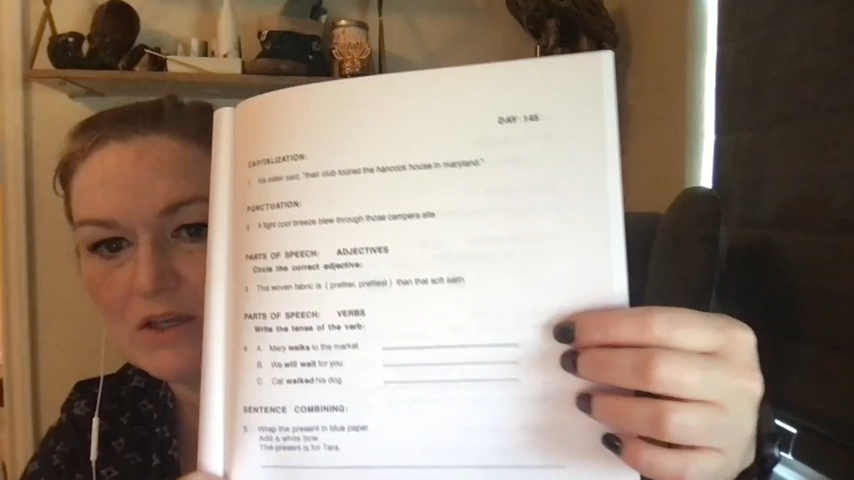 DAY 148
CAPITALIZATION:
1. his sister said, "their club toured the hancock house in maryland."
PUNCTUATION:
2. A light cool breeze blew through those campers site
PARTS OF SPEECH: ADJECTIVES
Circle the correct adjective:
3. This woven fabric is ( prettier, prettiest ) than that soft satin
PARTS OF SPEECH: VERBS
Write the tense of the verb:
4. A. Mary walks to the market.
B. We will wait for you.
C. Cal walked his dog.
SENTENCE COMBINING:
5. Wrap the present in blue paper.
Add a white bow.
The present is for Tara.